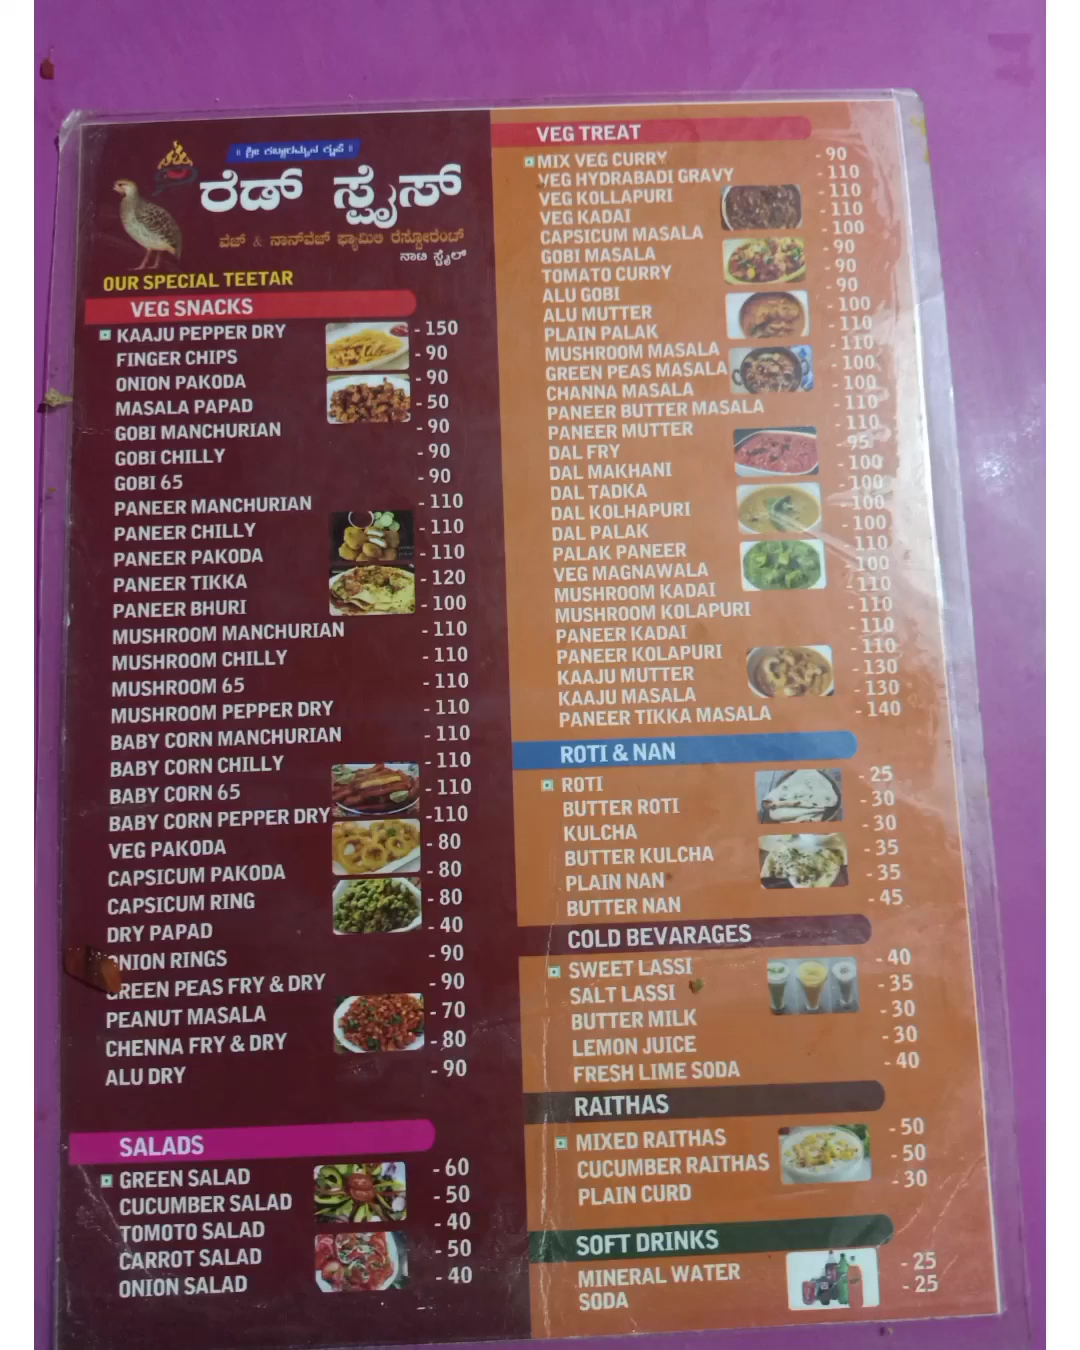 ॥ ಶ್ರೀ ಕಬ್ಬಾಳಮ್ಮನ ಕೃಪೆ ॥
ರೆಡ್ ಸ್ಪೈಸ್
ವೆಜ್ & ನಾನ್‌ವೆಜ್ ಫ್ಯಾಮಿಲಿ ರೆಸ್ಟೋರೆಂಟ್
ನಾಟಿ ಸ್ಟೈಲ್
OUR SPECIAL TEETAR
VEG SNACKS
KAAJU PEPPER DRY - 150
FINGER CHIPS - 90
ONION PAKODA - 90
MASALA PAPAD - 50
GOBI MANCHURIAN - 90
GOBI CHILLY - 90
GOBI 65 - 90
PANEER MANCHURIAN - 110
PANEER CHILLY - 110
PANEER PAKODA - 110
PANEER TIKKA - 120
PANEER BHURI - 100
MUSHROOM MANCHURIAN - 110
MUSHROOM CHILLY - 110
MUSHROOM 65 - 110
MUSHROOM PEPPER DRY - 110
BABY CORN MANCHURIAN - 110
BABY CORN CHILLY - 110
BABY CORN 65 - 110
BABY CORN PEPPER DRY -110
VEG PAKODA - 80
CAPSICUM PAKODA - 80
CAPSICUM RING - 80
DRY PAPAD - 40
ONION RINGS - 90
GREEN PEAS FRY & DRY - 90
PEANUT MASALA - 70
CHENNA FRY & DRY - 80
ALU DRY - 90
SALADS
GREEN SALAD - 60
CUCUMBER SALAD - 50
TOMOTO SALAD - 40
CARROT SALAD - 50
ONION SALAD - 40
VEG TREAT
MIX VEG CURRY - 90
VEG HYDRABADI GRAVY - 110
VEG KOLLAPURI - 110
VEG KADAI - 110
CAPSICUM MASALA - 100
GOBI MASALA - 90
TOMATO CURRY - 90
ALU GOBI - 90
ALU MUTTER - 100
PLAIN PALAK - 110
MUSHROOM MASALA - 110
GREEN PEAS MASALA - 100
CHANNA MASALA - 100
PANEER BUTTER MASALA - 110
PANEER MUTTER - 110
DAL FRY - 95
DAL MAKHANI - 100
DAL TADKA - 100
DAL KOLHAPURI - 100
DAL PALAK - 100
PALAK PANEER - 110
VEG MAGNAWALA - 100
MUSHROOM KADAI - 110
MUSHROOM KOLAPURI - 110
PANEER KADAI - 110
PANEER KOLAPURI - 110
KAAJU MUTTER - 130
KAAJU MASALA - 130
PANEER TIKKA MASALA - 140
ROTI & NAN
ROTI - 25
BUTTER ROTI - 30
KULCHA - 30
BUTTER KULCHA - 35
PLAIN NAN - 35
BUTTER NAN - 45
COLD BEVARAGES
SWEET LASSI - 40
SALT LASSI - 35
BUTTER MILK - 30
LEMON JUICE - 30
FRESH LIME SODA - 40
RAITHAS
MIXED RAITHAS - 50
CUCUMBER RAITHAS - 50
PLAIN CURD - 30
SOFT DRINKS
MINERAL WATER - 25
SODA - 25